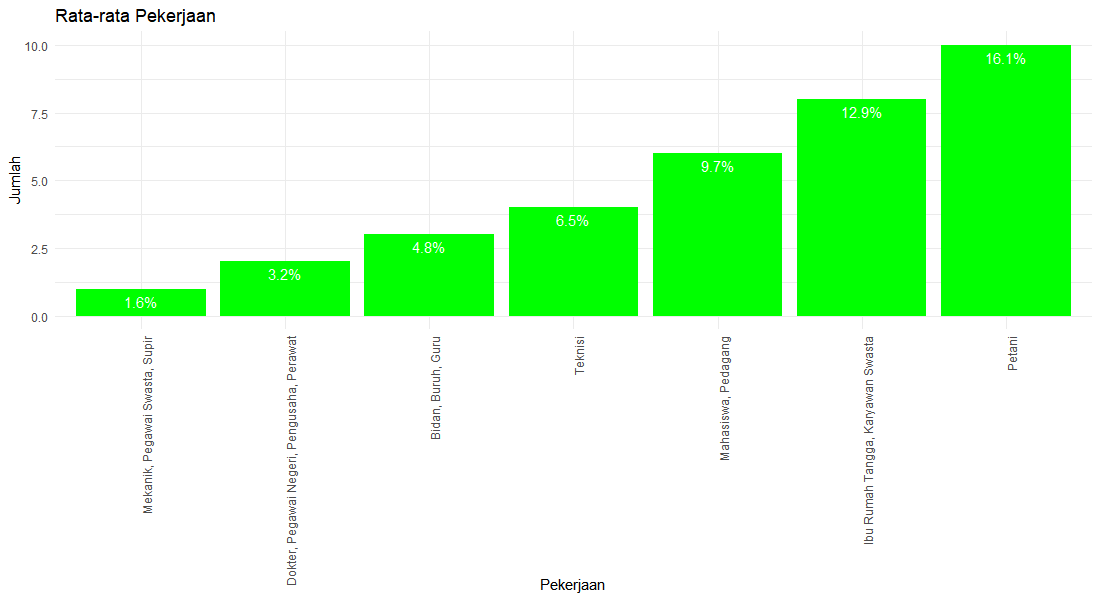 Rata-rata Pekerjaan
Jumlah
10.0
7.5
5.0
2.5
0.0
1.6%
3.2%
4.8%
6.5%
9.7%
12.9%
16.1%
Mekanik, Pegawai Swasta, Supir
Dokter, Pegawai Negeri, Pengusaha, Perawat
Bidan, Buruh, Guru
Teknisi
Mahasiswa, Pedagang
Ibu Rumah Tangga, Karyawan Swasta
Petani
Pekerjaan